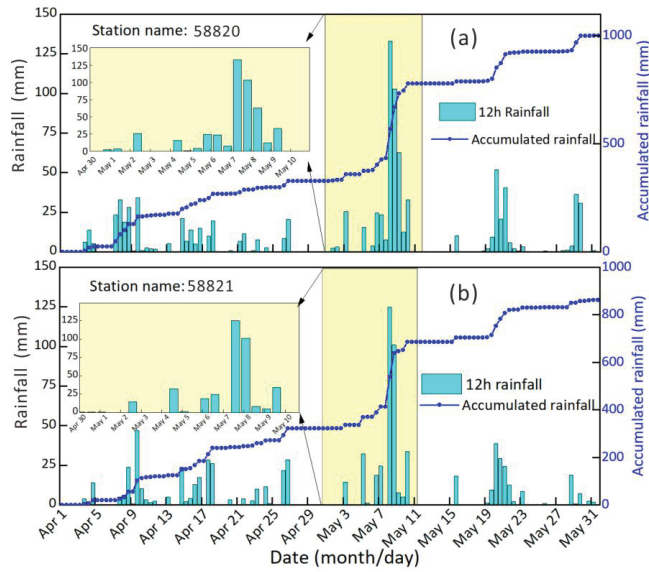 150
125
100
75
50
25
0
Rainfall (mm)
Station name: 58820
150
125
100
75
50
25
0
Apr 30
May 1
May 2
May 3
May 4
May 5
May 6
May 7
May 8
May 9
May 10
(a)
12h Rainfall
Accumulated rainfall
1000
500
0
Accumulated rainfall (mm)
150
125
100
75
50
25
0
Rainfall (mm)
Station name: 58821
125
100
75
50
25
0
Apr 30
May 1
May 2
May 3
May 4
May 5
May 6
May 7
May 8
May 9
May 10
(b)
12h rainfall
Accumulated rainfall
1000
800
600
400
200
0
Accumulated rainfall (mm)
Apr 1
Apr 5
Apr 9
Apr 13
Apr 17
Apr 21
Apr 25
Apr 29
May 3
May 7
May 11
May 15
May 19
May 23
May 27
May 31
Date (month/day)